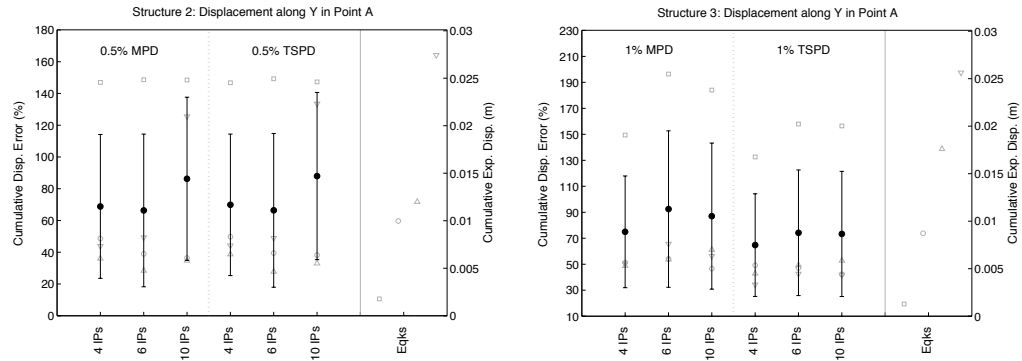 Structure 2: Displacement along Y in Point A
0.5% MPD
0.5% TSPD
Cumulative Disp. Error (%)
180
160
140
120
100
80
60
40
20
0
0.03
0.025
0.02
0.015
0.01
0.005
0
Cumulative Exp. Disp. (m)
4 IPs
6 IPs
10 IPs
4 IPs
6 IPs
10 IPs
Eqks
Structure 3: Displacement along Y in Point A
1% MPD
1% TSPD
Cumulative Disp. Error (%)
230
210
190
170
150
130
110
90
70
50
30
10
0.03
0.025
0.02
0.015
0.01
0.005
0
Cumulative Exp. Disp. (m)
4 IPs
6 IPs
10 IPs
4 IPs
6 IPs
10 IPs
Eqks